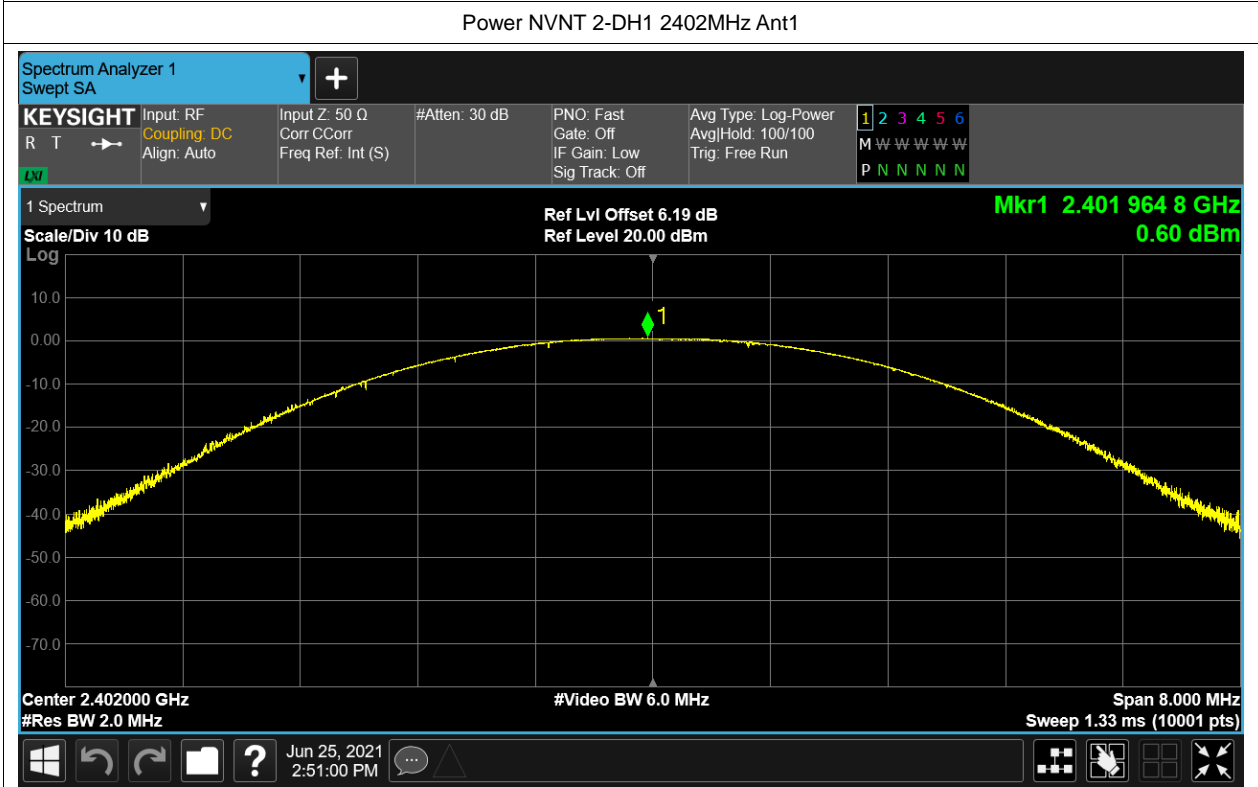 Power NVNT 2-DH1 2402MHz Ant1
Spectrum Analyzer 1
Swept SA
+
KEYSIGHT
R T
LXI
Input: RF
Coupling: DC
Align: Auto
Input Z: 50 Ω
Corr CCorr
Freq Ref: Int (S)
#Atten: 30 dB
PNO: Fast
Gate: Off
IF Gain: Low
Sig Track: Off
Avg Type: Log-Power
Avg|Hold: 100/100
Trig: Free Run
1 2 3 4 5 6
M W W W W W
P N N N N N
1 Spectrum
Scale/Div 10 dB
Ref Lvl Offset 6.19 dB
Ref Level 20.00 dBm
Mkr1 2.401 964 8 GHz
0.60 dBm
Log
10.0
0.00
-10.0
-20.0
-30.0
-40.0
-50.0
-60.0
-70.0
1
Center 2.402000 GHz
#Video BW 6.0 MHz
Span 8.000 MHz
#Res BW 2.0 MHz
Sweep 1.33 ms (10001 pts)
?
Jun 25, 2021
2:51:00 PM